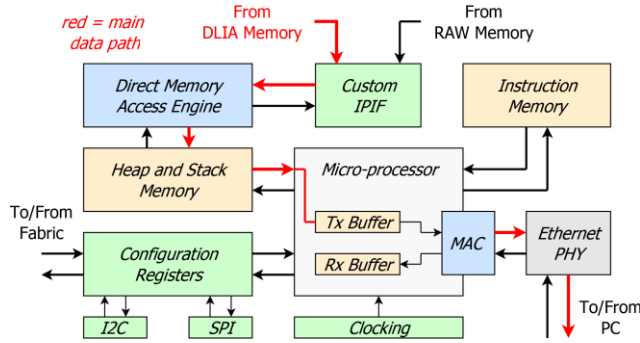 red = main
data path
From
DLIA Memory
From
RAW Memory
Direct Memory
Access Engine
Custom
IPIF
Instruction
Memory
Heap and Stack
Memory
Micro-processor
To/From
Fabric
Configuration
Registers
Tx Buffer
Rx Buffer
MAC
Ethernet
PHY
I2C
SPI
Clocking
To/From
PC